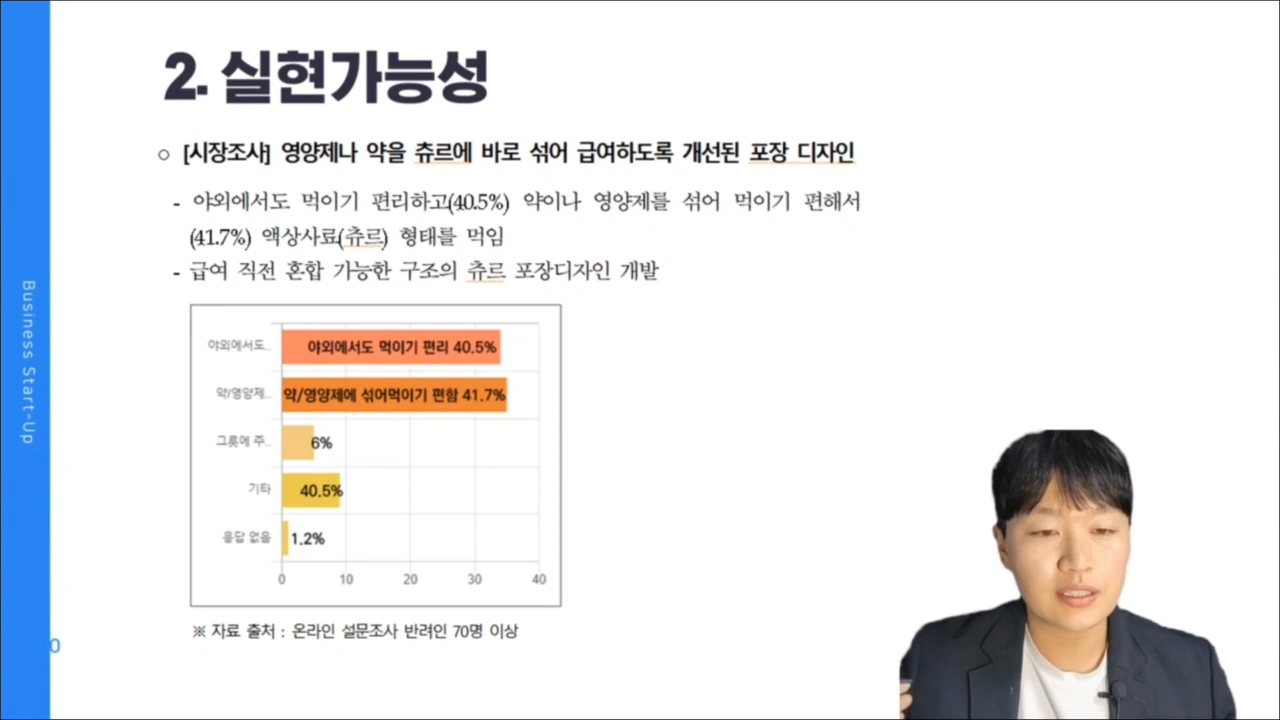 2. 실현가능성
○ [시장조사] 영양제나 약을 츄르에 바로 섞어 급여하도록 개선된 포장 디자인
- 야외에서도 먹이기 편리하고(40.5%) 약이나 영양제를 섞어 먹이기 편해서
(41.7%) 액상사료(츄르) 형태를 먹임
- 급여 직전 혼합 가능한 구조의 츄르 포장디자인 개발
야외에서도.. 야외에서도 먹이기 편리 40.5%
약/영양제.. 약/영양제에 섞어먹이기 편함 41.7%
그릇에 주.. 6%
기타 40.5%
응답 없음 1.2%
0 10 20 30 40
※ 자료 출처 : 온라인 설문조사 반려인 70명 이상
Business Start-Up
0